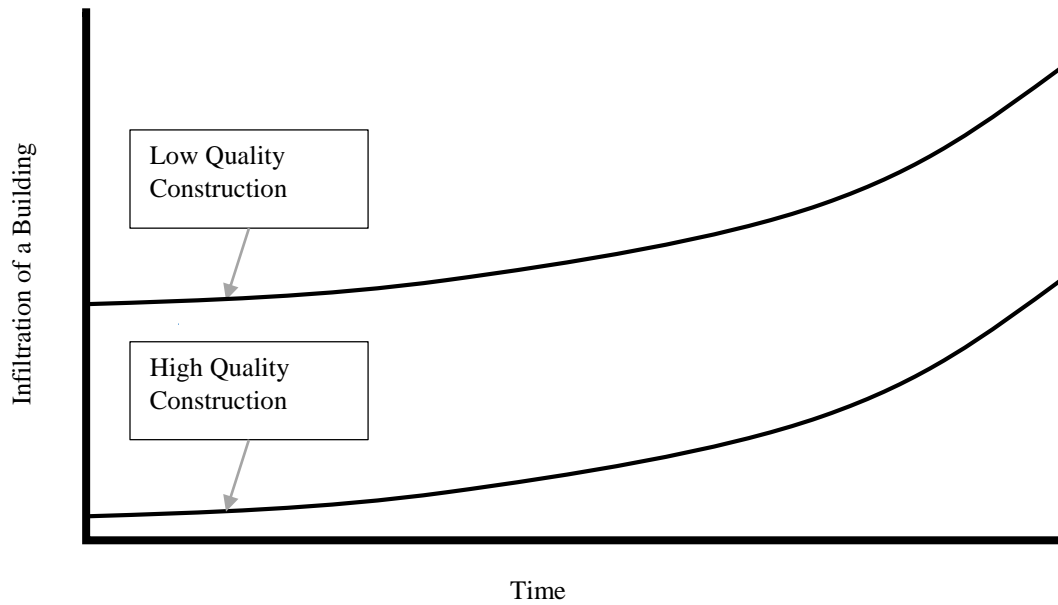 Infiltration of a Building
Low Quality
Construction
High Quality
Construction
Time